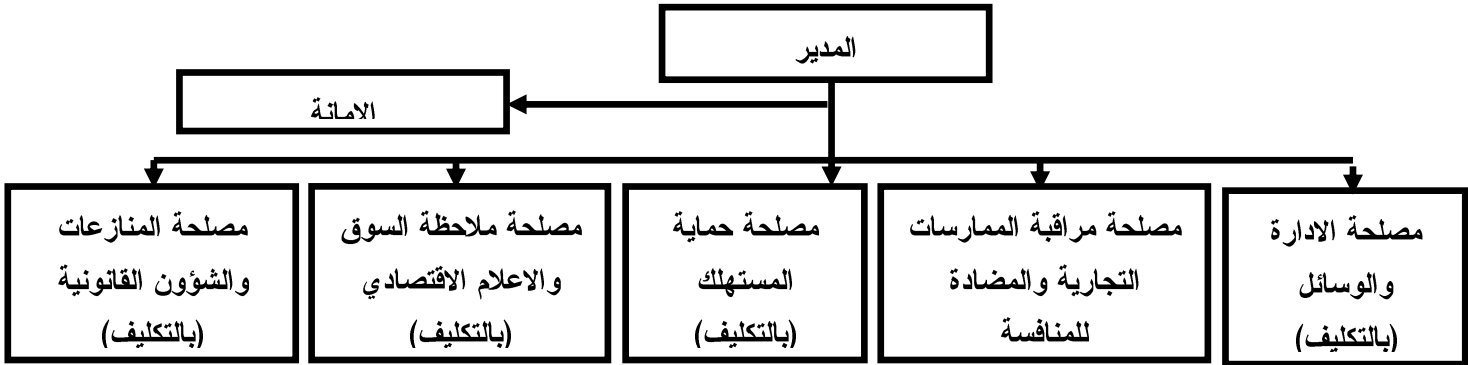 المدير
الامانة
مصلحة الادارة
والوسائل
(بالتكليف)
مصلحة مراقبة الممارسات
التجارية والمضادة
للمنافسة
مصلحة حماية
المستهلك
(بالتكليف)
مصلحة ملاحظة السوق
والاعلام الاقتصادي
(بالتكليف)
مصلحة المنازعات
والشؤون القانونية
(بالتكليف)